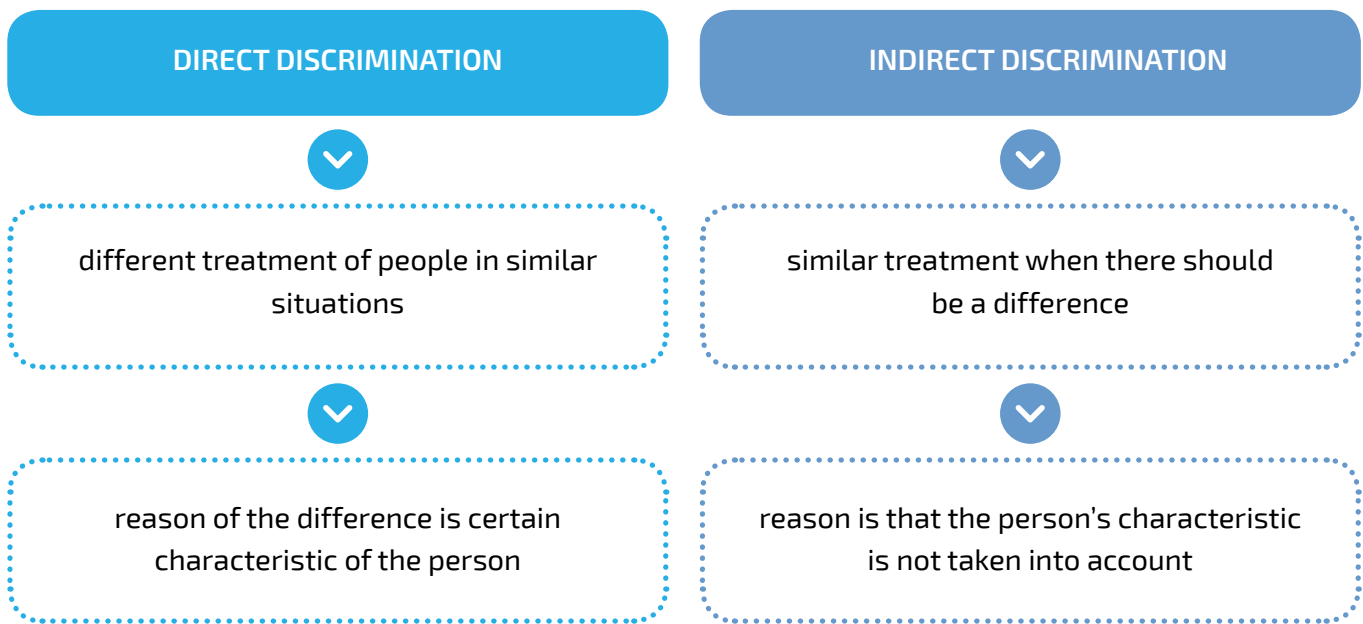 DIRECT DISCRIMINATION
different treatment of people in similar
situations
reason of the difference is certain
characteristic of the person
INDIRECT DISCRIMINATION
similar treatment when there should
be a difference
reason is that the person's characteristic
is not taken into account